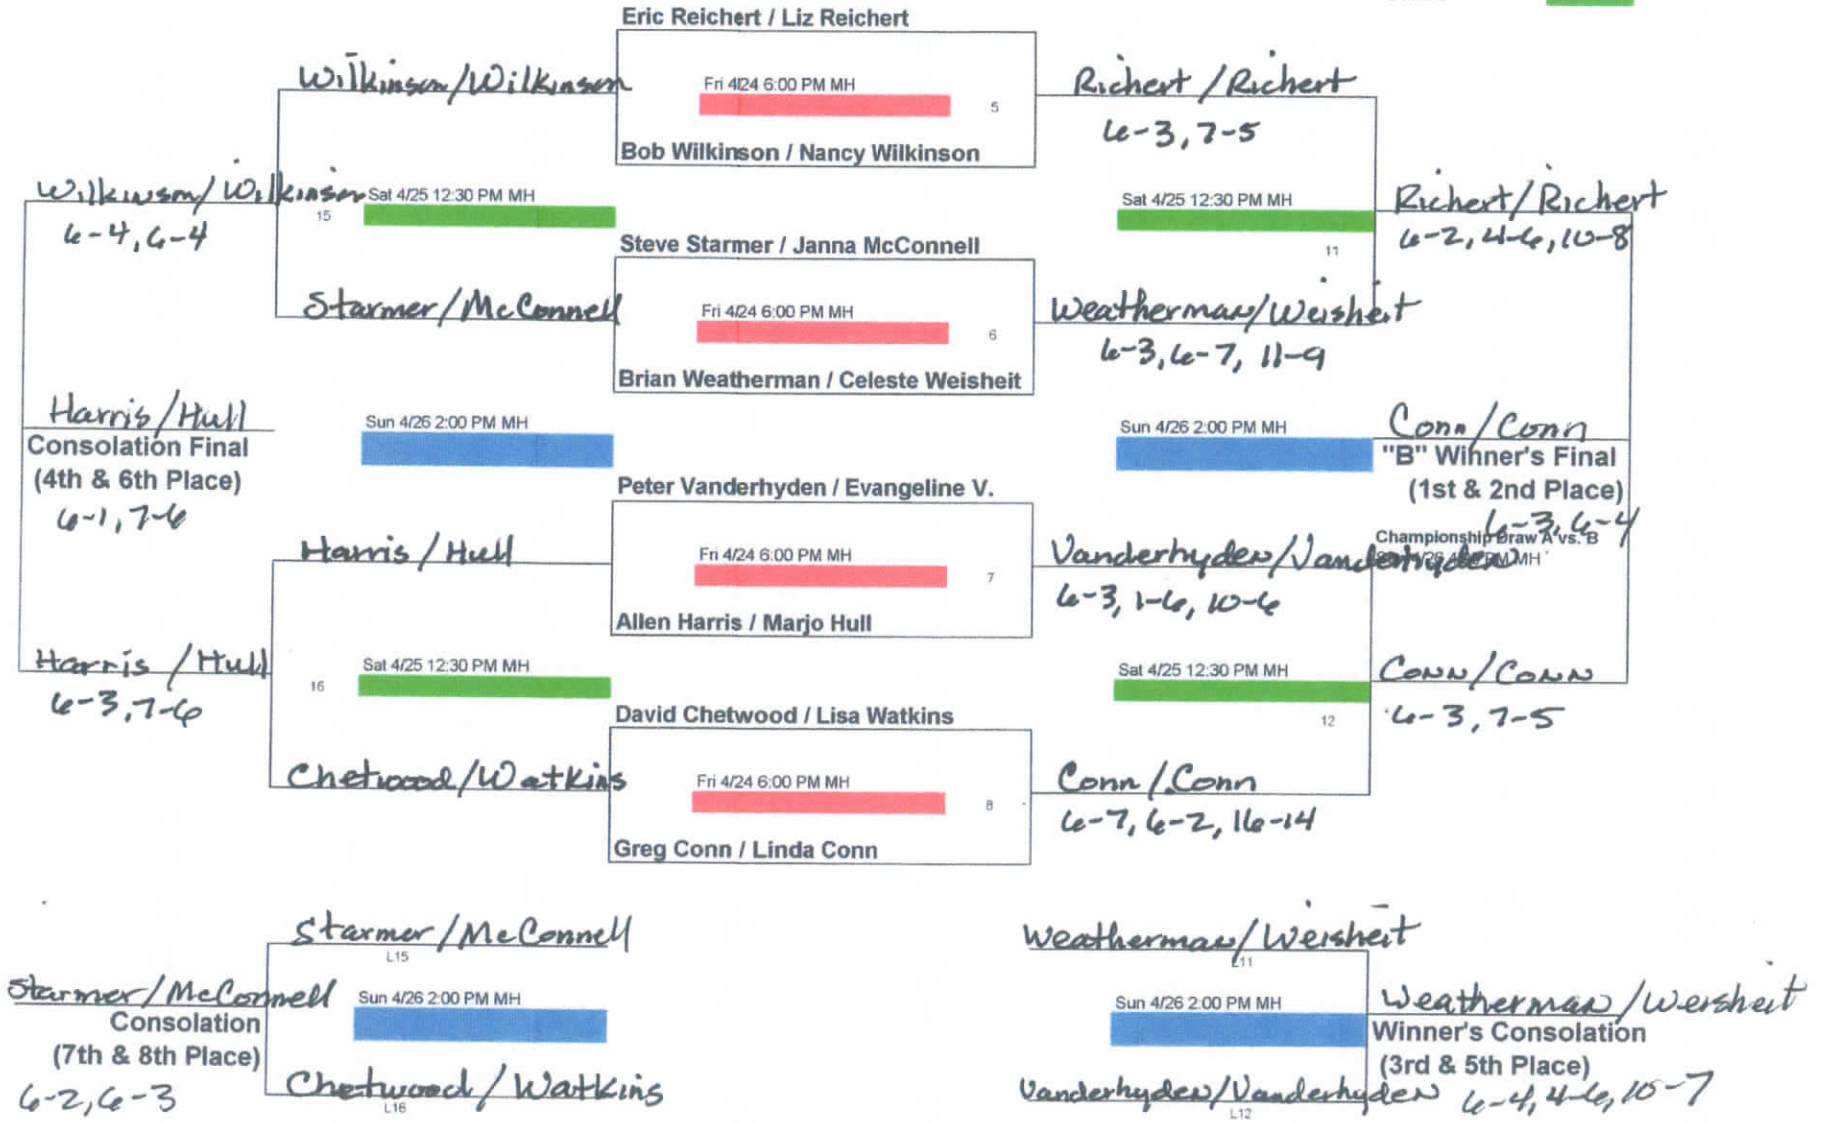 Eric Reichert / Liz Reichert
Wilkinson/Wilkinson
Fri 4/24 6:00 PM MH
5
Richert/Richert
6-3, 7-5
Bob Wilkinson / Nancy Wilkinson
Wilkinson/Wilkinson
6-4, 6-4
15
Sat 4/25 12:30 PM MH
Sat 4/25 12:30 PM MH
11
Richert/Richert
6-2, 4-6, 10-8
Steve Starmer / Janna McConnell
Starmer/McConnell
Fri 4/24 6:00 PM MH
6
Weatherman/Weisheit
6-3, 6-7, 11-9
Brian Weatherman / Celeste Weisheit
Harris/Hull
Consolation Final
(4th & 6th Place)
6-1, 7-6
Sun 4/26 2:00 PM MH
Sun 4/26 2:00 PM MH
Conn/Conn
"B" Winner's Final
(1st & 2nd Place)
6-3, 6-4
Championship Draw A vs. B
PM MH
Peter Vanderhyden / Evangeline V.
Harris/Hull
Fri 4/24 6:00 PM MH
7
Vanderhyden/Vanderhyden
6-3, 1-6, 10-6
Allen Harris / Marjo Hull
Harris/Hull
6-3, 7-6
16
Sat 4/25 12:30 PM MH
Sat 4/25 12:30 PM MH
12
Conn/Conn
6-3, 7-5
David Chetwood / Lisa Watkins
Chetwood/Watkins
Fri 4/24 6:00 PM MH
8
Conn/Conn
6-7, 6-2, 16-14
Greg Conn / Linda Conn
Starmer/McConnell
L15
Starmer/McConnell
Consolation
(7th & 8th Place)
6-2, 6-3
Sun 4/26 2:00 PM MH
Chetwood/Watkins
L16
Weatherman/Weisheit
L11
Sun 4/26 2:00 PM MH
Weatherman/Weisheit
Winner's Consolation
(3rd & 5th Place)
6-4, 4-6, 10-7
Vanderhyden/Vanderhyden
L12